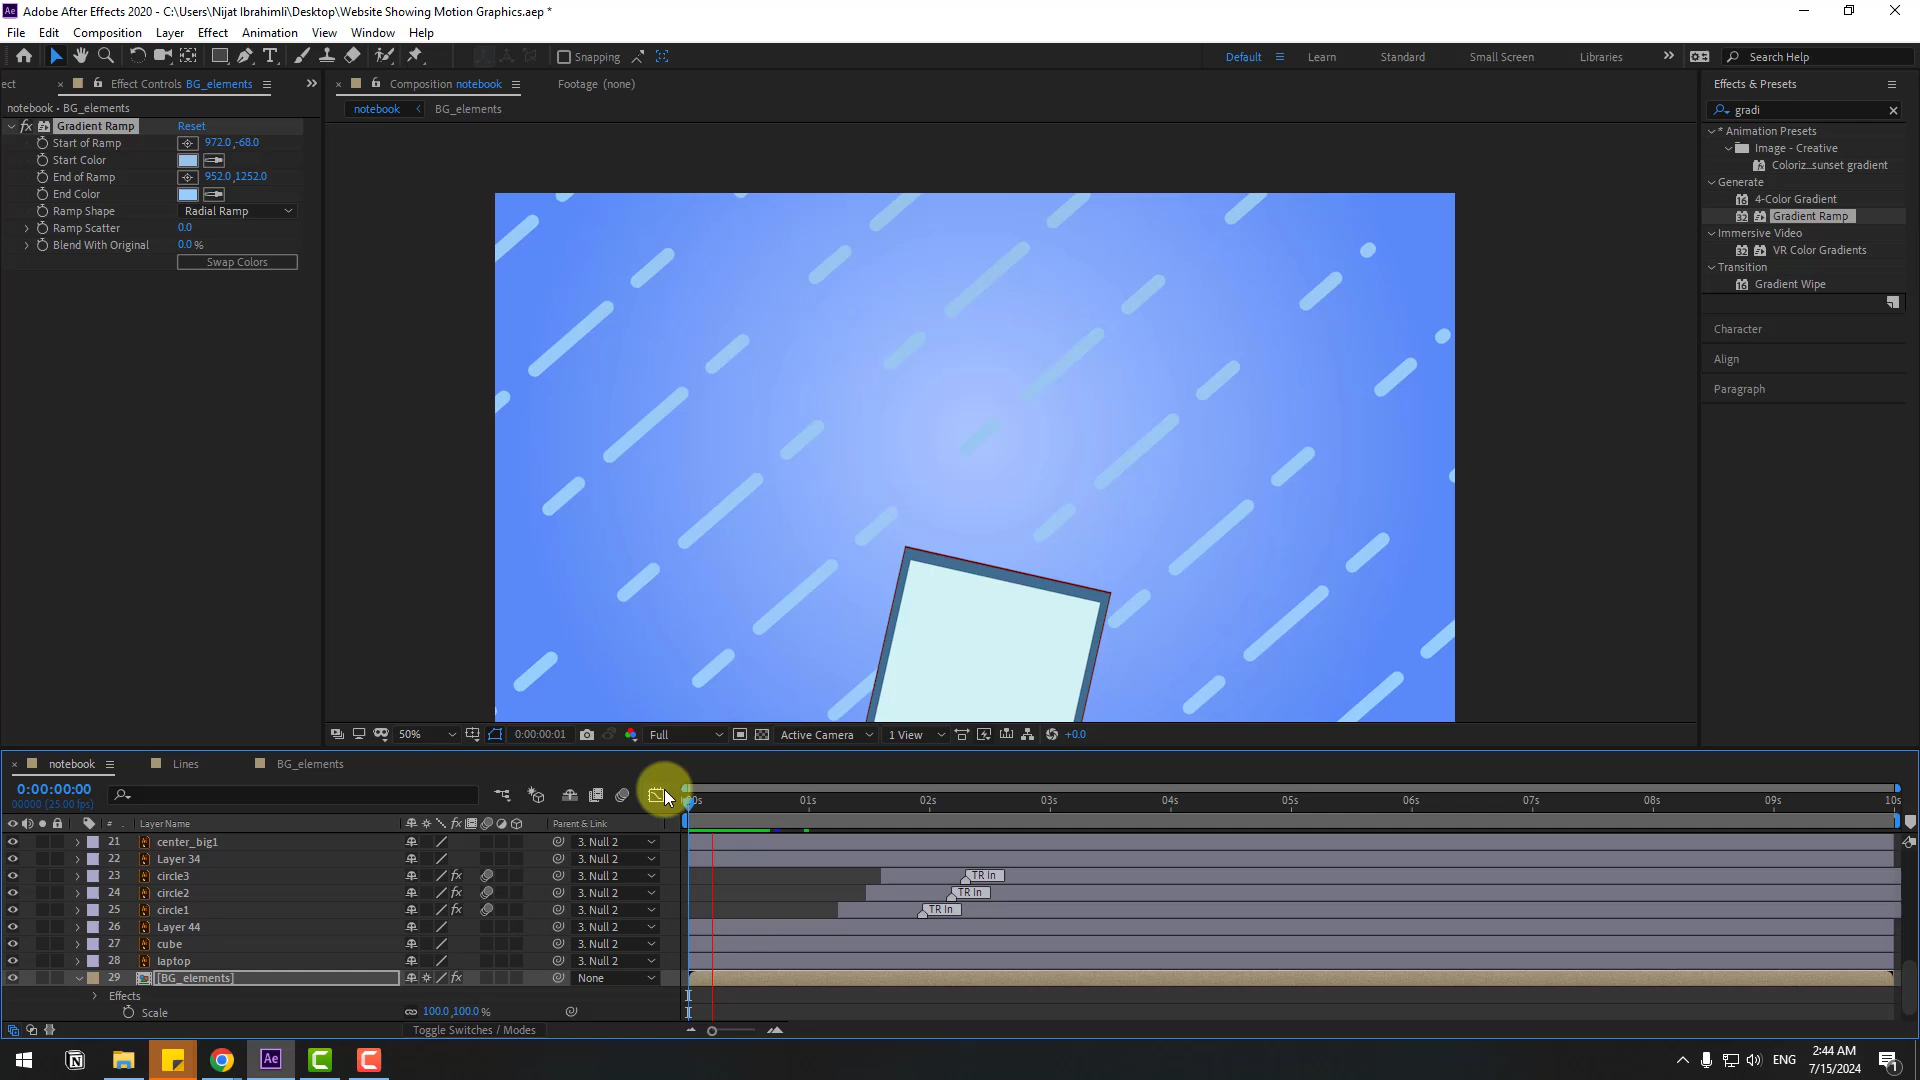 Adobe After Effects 2020 - C:\Users\Nijat Ibrahimli\Desktop\Website Showing Motion Graphics.aep *
File Edit Composition Layer Effect Animation View Window Help
Snapping
Default Learn Standard Small Screen Libraries Search Help
ect Effect Controls BG_elements
Composition notebook
Footage (none)
Effects & Presets
notebook • BG_elements
notebook BG_elements
gradi
fx Gradient Ramp Reset
Start of Ramp 972.0,-68.0
Start Color
End of Ramp 952.0,1252.0
End Color
Ramp Shape Radial Ramp
Ramp Scatter 0.0
Blend With Original 0.0 %
Swap Colors
* Animation Presets
Image - Creative
Coloriz...sunset gradient
Generate
4-Color Gradient
Gradient Ramp
Immersive Video
VR Color Gradients
Transition
Gradient Wipe
Character
Align
Paragraph
50% 0:00:00:01 Full Active Camera 1 View +0.0
notebook Lines BG_elements
0:00:00:00
00000 (25.00 fps)
00s 01s 02s 03s 04s 05s 06s 07s 08s 09s 10s
# Layer Name fx Parent & Link
21 center_big1 3. Null 2
22 Layer 34 3. Null 2
23 circle3 fx 3. Null 2 TR In
24 circle2 fx 3. Null 2 TR In
25 circle1 fx 3. Null 2 TR In
26 Layer 44 3. Null 2
27 cube 3. Null 2
28 laptop 3. Null 2
29 [BG_elements] fx None
Effects
Scale 100.0,100.0 %
Toggle Switches / Modes
Ae
ENG
2:44 AM
7/15/2024
1